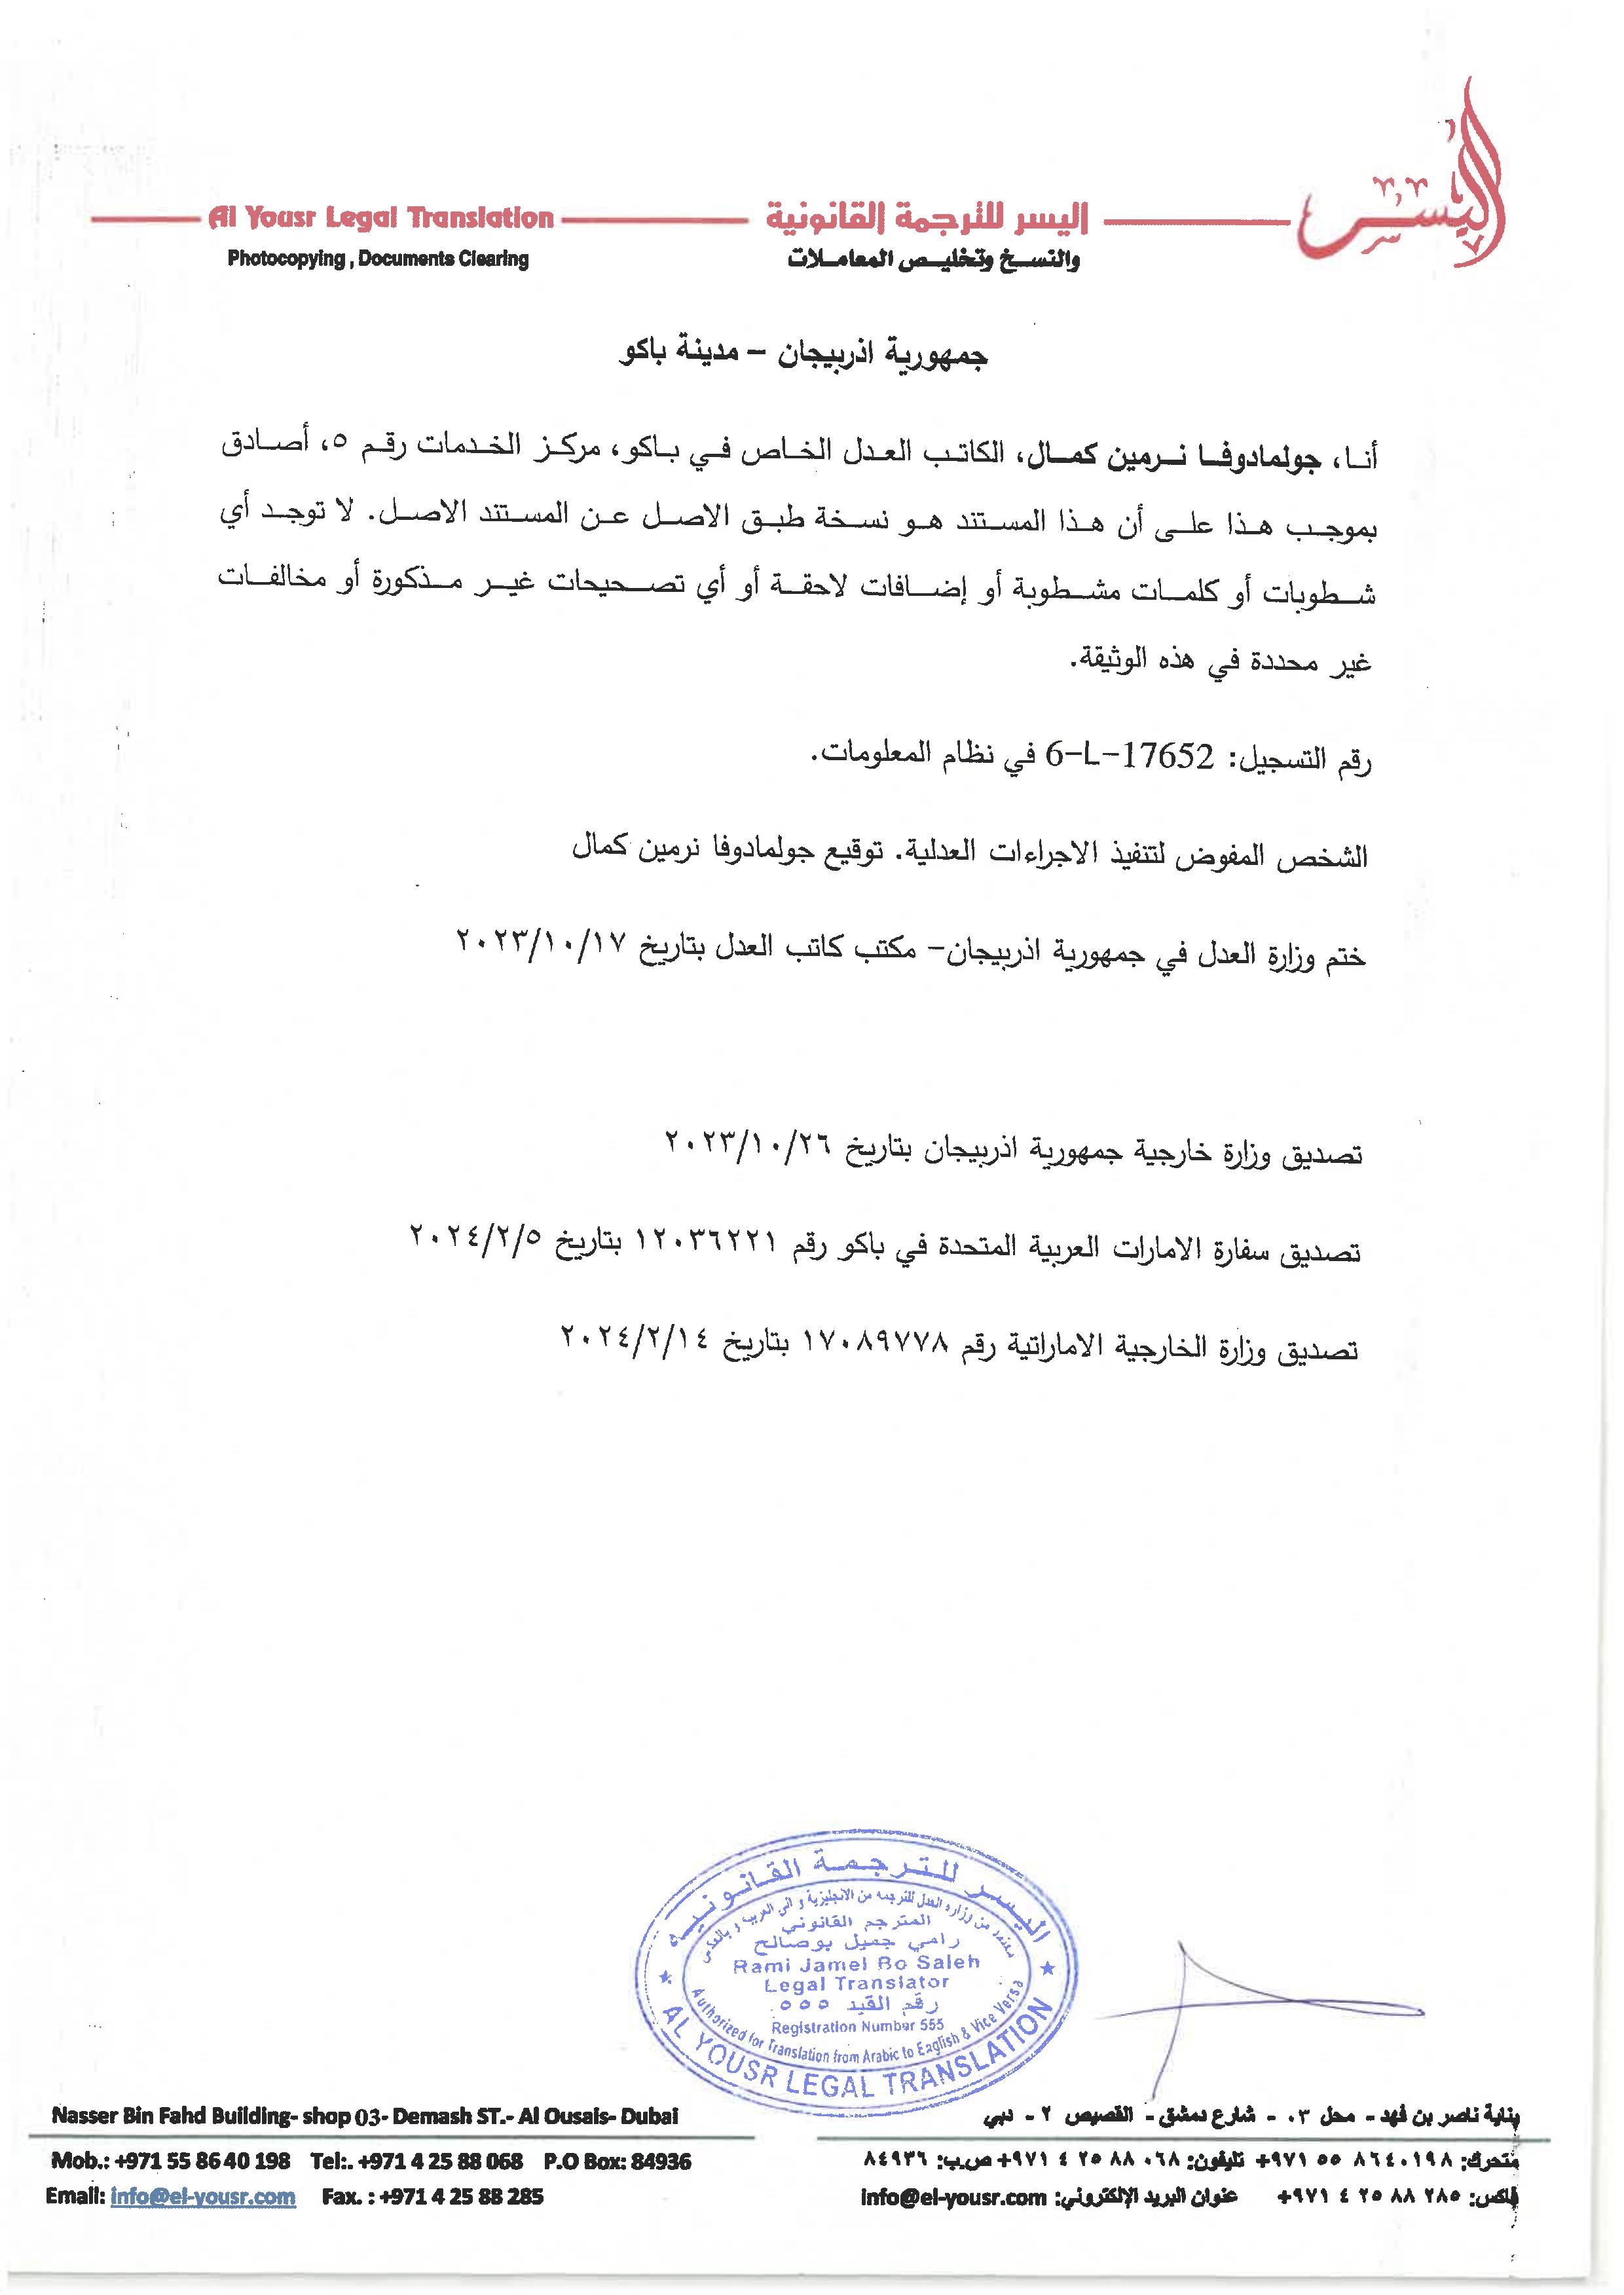 اليسر
Al Yousr Legal Translation
اليسر للترجمة القانونية
Photocopying , Documents Clearing
والنسخ وتخليص المعاملات
جمهورية اذربيجان – مدينة باكو
أنا، جولمادوفا نرمين كمال، الكاتب العدل الخاص في باكو، مركز الخدمات رقم ٥، أصادق
بموجب هذا على أن هذا المستند هو نسخة طبق الاصل عن المستند الاصل. لا توجد أي
شطوبات أو كلمات مشطوبة أو إضافات لاحقة أو أي تصحيحات غير مذكورة أو مخالفات
غير محددة في هذه الوثيقة.
رقم التسجيل: 6-L-17652 في نظام المعلومات.
الشخص المفوض لتنفيذ الاجراءات العدلية. توقيع جولمادوفا نرمين كمال
ختم وزارة العدل في جمهورية اذربيجان- مكتب كاتب العدل بتاريخ ٢٠٢٣/١٠/١٧
تصديق وزارة خارجية جمهورية اذربيجان بتاريخ ٢٠٢٣/١٠/٢٦
تصديق سفارة الامارات العربية المتحدة في باكو رقم ١٢٠٣٦٢٢١ بتاريخ ٢٠٢٤/٢/٥
تصديق وزارة الخارجية الاماراتية رقم ١٧٠٨٩٧٧٨ بتاريخ ٢٠٢٤/٢/١٤
اليسر للترجمة القانونية
معتمد من وزارة العدل للترجمه من الانجليزية و الى العربي و بالعكس
المترجم القانوني
رامي جميل بو صالح
Rami Jamel Bo Saleh
Legal Translator
رقم القيد ٥٥٥
Registration Number 555
Authorized for Translation from Arabic to Eaglish & Vice Versa
AL YOUSR LEGAL TRANSLATION
Nasser Bin Fahd Building- shop 03- Demash ST.- Al Ousais- Dubai
بناية ناصر بن فهد - محل ٠٣ - شارع دمشق - القصيص ٢ - دبي
Mob.: +971 55 86 40 198 Tel:. +971 4 25 88 068 P.O Box: 84936
متحرك: ٨٦٤٠١٩٨ ٥٥ ٩٧١+ تليفون: ٠٦٨ ٨٨ ٢٥ ٤ ٩٧١+ ص.ب: ٨٤٩٣٦
Email: info@el-yousr.com Fax. : +971 4 25 88 285
فاكس: ٢٨٥ ٨٨ ٢٥ ٤ ٩٧١+ عنوان البريد الإلكتروني: info@el-yousr.com